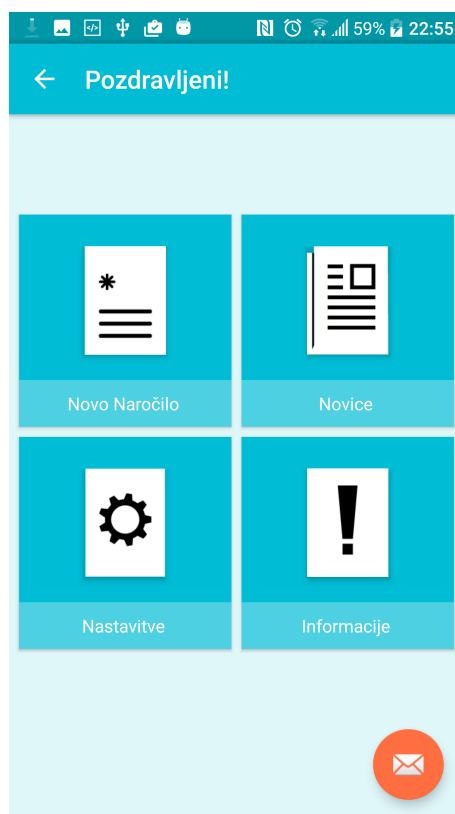 59% 22:55
Pozdravljeni!
Novo Naročilo
Novice
Nastavitve
Informacije